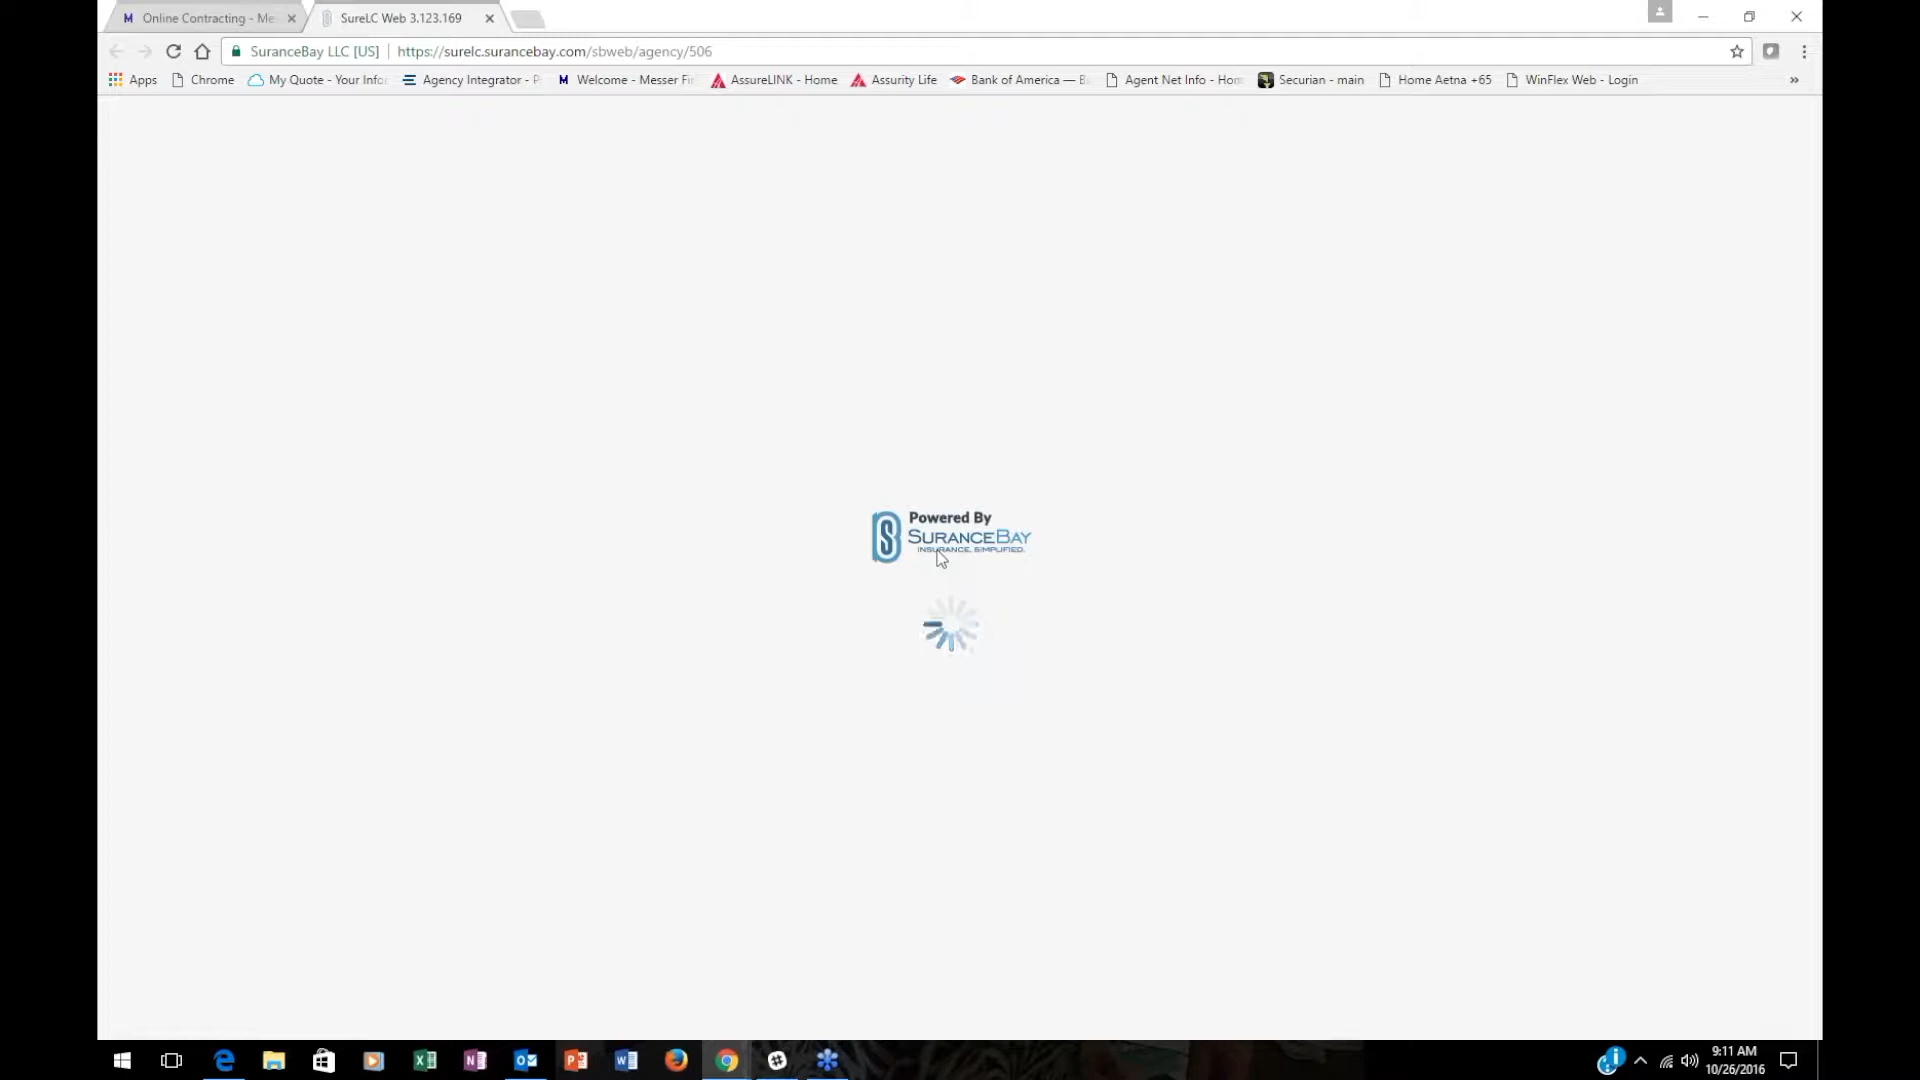 Online Contracting - Me
SureLC Web 3.123.169
SuranceBay LLC [US] https://surelc.surancebay.com/sbweb/agency/506
Apps Chrome My Quote - Your Info Agency Integrator - P Welcome - Messer Fi AssureLINK - Home Assurity Life Bank of America — B Agent Net Info - Hom Securian - main Home Aetna +65 WinFlex Web - Login »
Powered By
SURANCEBAY
INSURANCE. SIMPLIFIED.
9:11 AM
10/26/2016